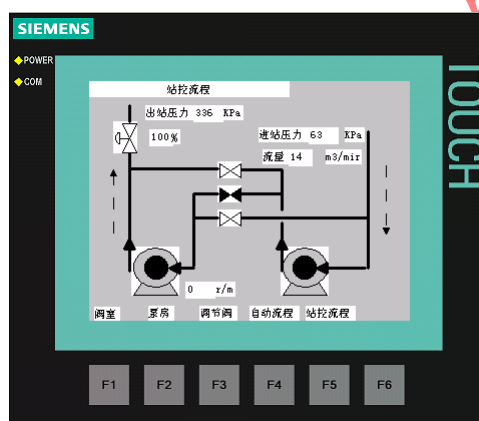 SIEMENS
POWER
COM
TOUCH
站控流程
出站压力 336 KPa
100%
进站压力 63 KPa
流量 14 m3/mir
0 r/m
阀室 泵房 调节阀 自动流程 站控流程
F1 F2 F3 F4 F5 F6